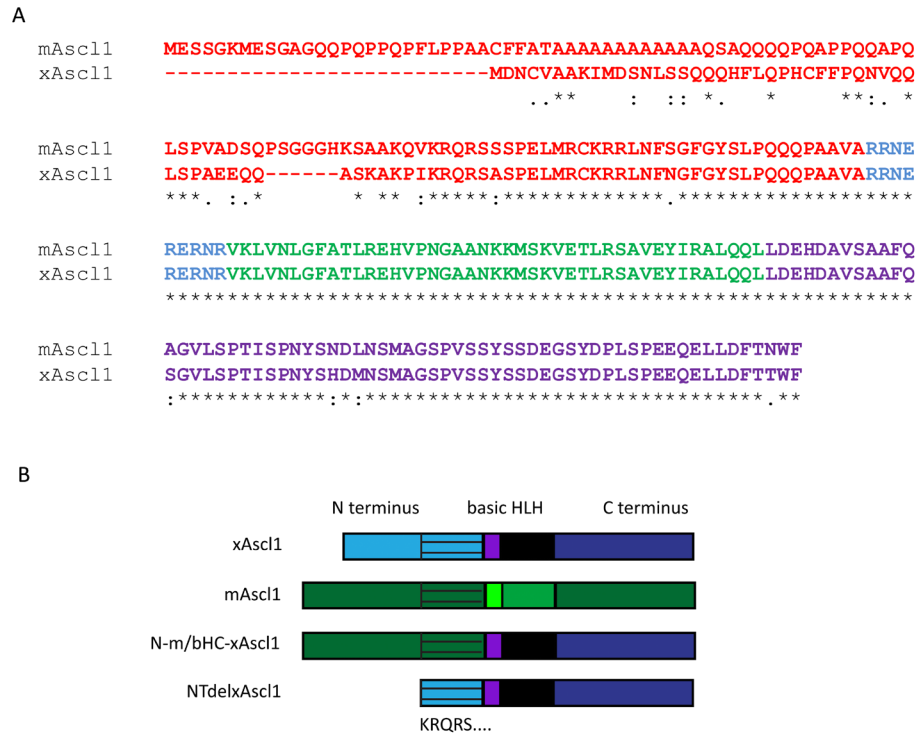 A
mAscl1 MESSGKMESGAGQQPQPPQPFLPPAACFFATAAAAAAAAAAAAQSAQQQQPQAPPQQAPQ
xAscl1 --------------------------MDNCVAAKIMDSNLSSQQQHFLQPHCFFPQNVQQ
..**    :  :: *.   *     **:. *
mAscl1 LSPVADSQPSGGGHKSAAKQVKRQRSSSPELMRCKRRLNFSGFGYSLPQQQPAAVARRNE
xAscl1 LSPAEEQQ------ASKAKPIKRQRSASPELMRCKRRLNFNGFGYSLPQQQPAAVARRNE
***. :.*       * ** :*****:*************.*******************
mAscl1 RERNRVKLVNLGFATLREHVPNGAANKKMSKVETLRSAVEYIRALQQLLDEHDAVSAAFQ
xAscl1 RERNRVKLVNLGFATLREHVPNGAANKKMSKVETLRSAVEYIRALQQLLDEHDAVSAAFQ
************************************************************
mAscl1 AGVLSPTISPNYSNDLNSMAGSPVSSYSSDEGSYDPLSPEEQELLDFTNWF
xAscl1 SGVLSPTISPNYSHDMNSMAGSPVSSYSSDEGSYDPLSPEEQELLDFTTWF
:************:*:********************************.**
B
N terminus basic HLH C terminus
xAscl1
mAscl1
N-m/bHC-xAscl1
NTdelxAscl1
KRQRS....